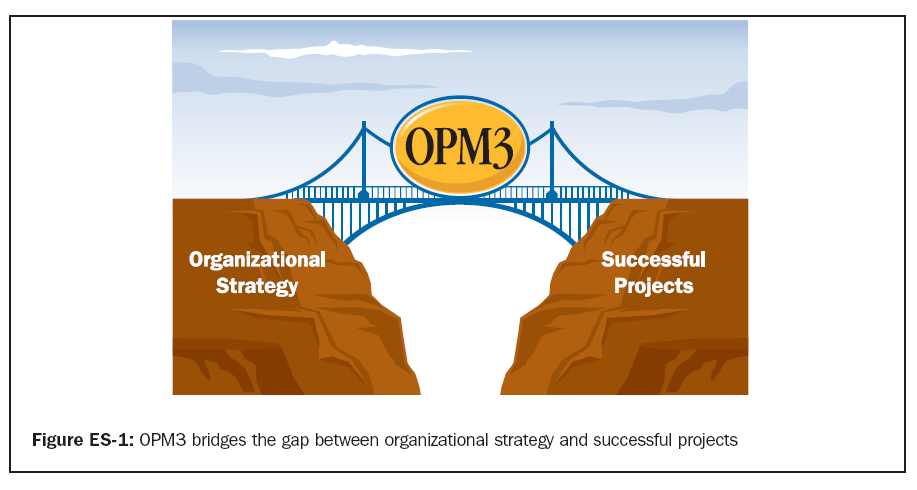 OPM3
Organizational
Strategy
Successful
Projects
Figure ES-1: OPM3 bridges the gap between organizational strategy and successful projects